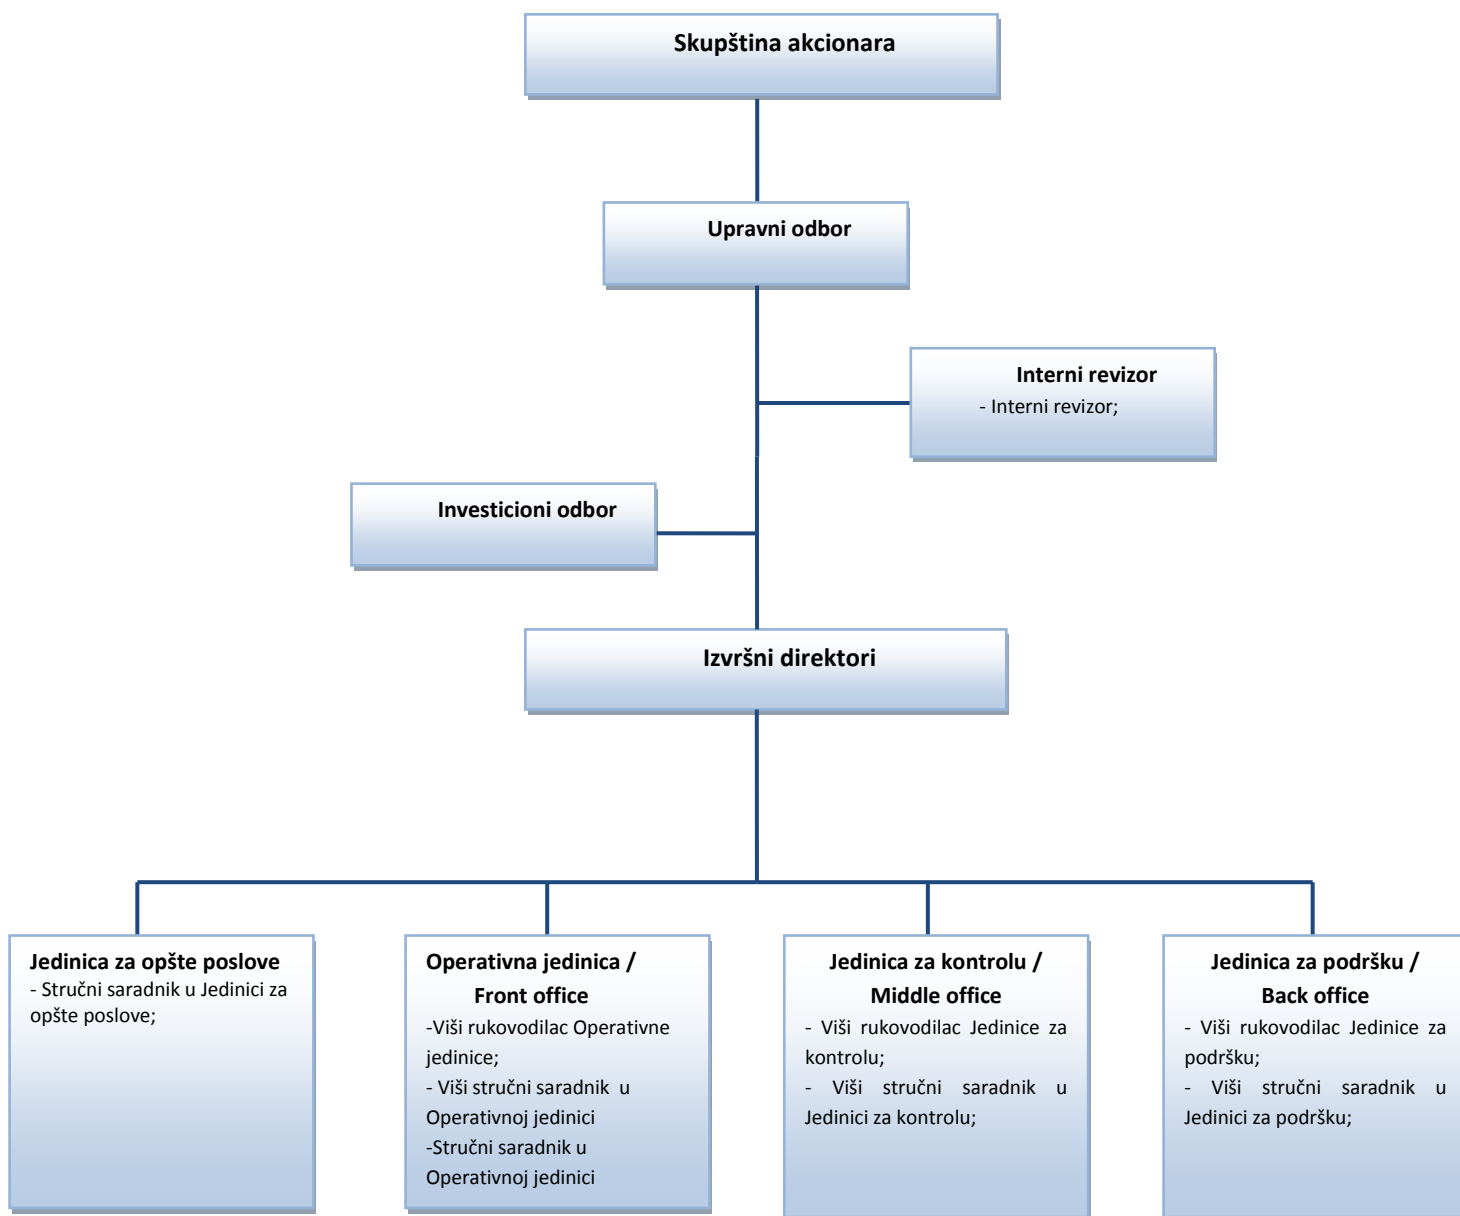 Skupština akcionara
Upravni odbor
Interni revizor
- Interni revizor;
Investicioni odbor
Izvršni direktori
Jedinica za opšte poslove
- Stručni saradnik u Jedinici za
opšte poslove;
Operativna jedinica /
Front office
-Viši rukovodilac Operativne
jedinice;
- Viši stručni saradnik u
Operativnoj jedinici
-Stručni saradnik u
Operativnoj jedinici
Jedinica za kontrolu /
Middle office
- Viši rukovodilac Jedinice za
kontrolu;
- Viši stručni saradnik u
Jedinici za kontrolu;
Jedinica za podršku /
Back office
- Viši rukovodilac Jedinice za
podršku;
- Viši stručni saradnik u
Jedinici za podršku;